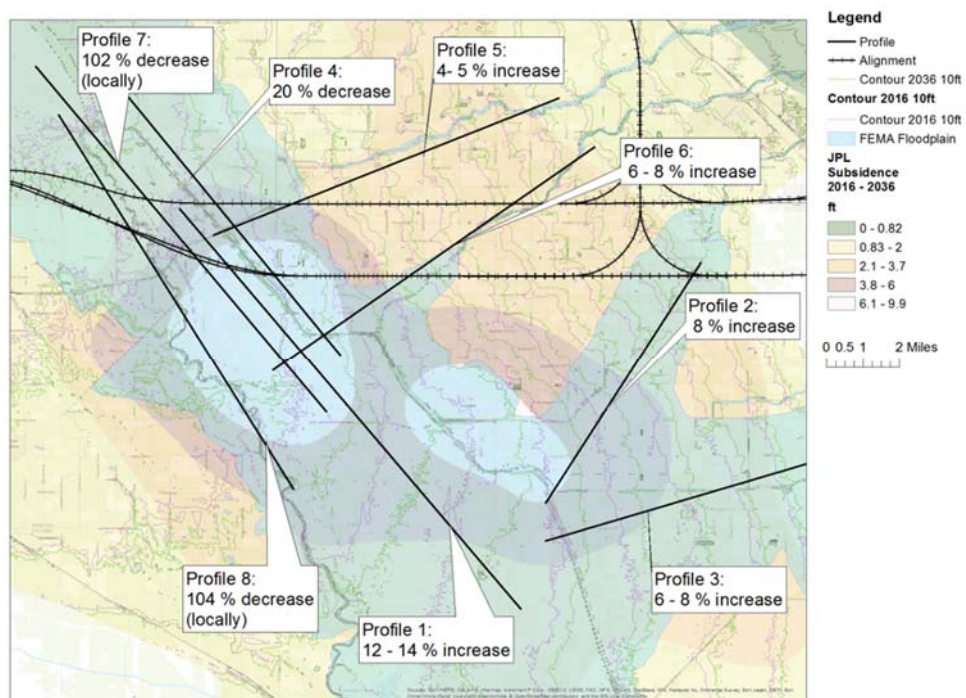 Profile 7:
102 % decrease
(locally)
Profile 4:
20 % decrease
Profile 5:
4- 5 % increase
Profile 6:
6 - 8 % increase
Profile 2:
8 % increase
Profile 3:
6 - 8 % increase
Profile 8:
104 % decrease
(locally)
Profile 1:
12 - 14 % increase
Legend
Profile
Alignment
Contour 2036 10ft
Contour 2016 10ft
Contour 2016 10ft
FEMA Floodplain
JPL
Subsidence
2016 - 2036
ft
0 - 0.82
0.83 - 2
2.1 - 3.7
3.8 - 6
6.1 - 9.9
0 0.5 1 2 Miles